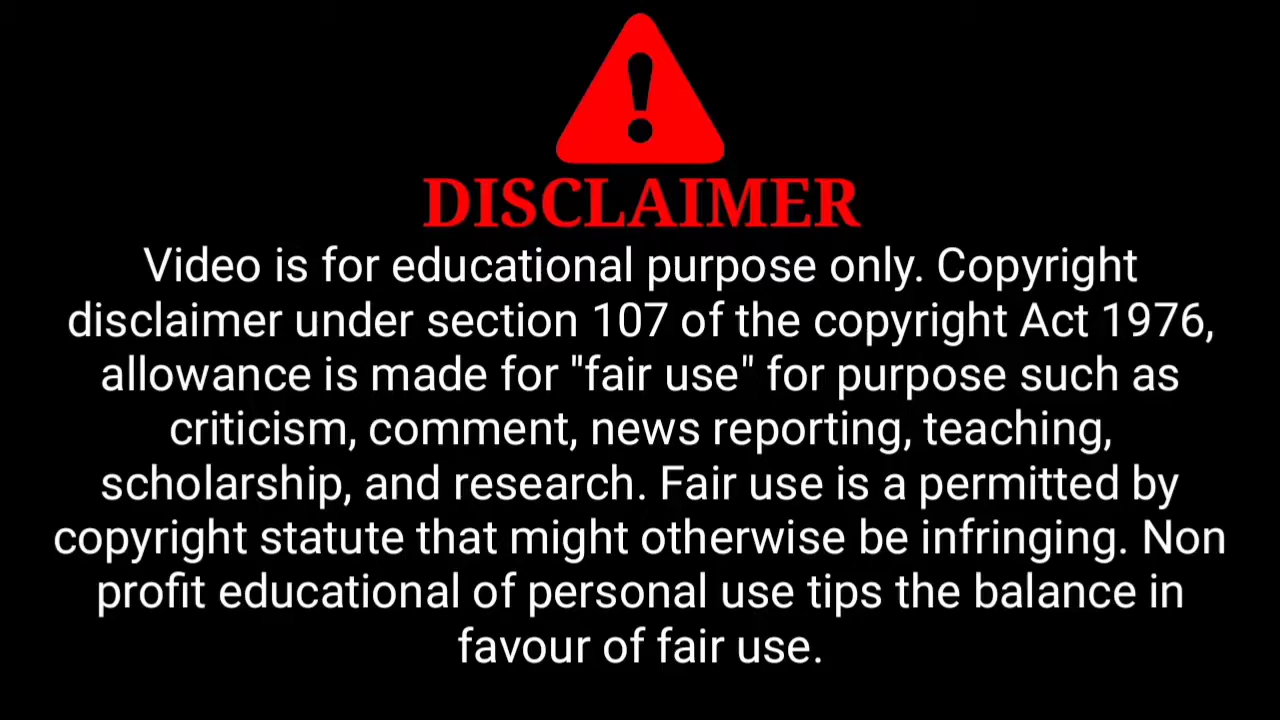 DISCLAIMER
Video is for educational purpose only. Copyright
disclaimer under section 107 of the copyright Act 1976,
allowance is made for "fair use" for purpose such as
criticism, comment, news reporting, teaching,
scholarship, and research. Fair use is a permitted by
copyright statute that might otherwise be infringing. Non
profit educational of personal use tips the balance in
favour of fair use.